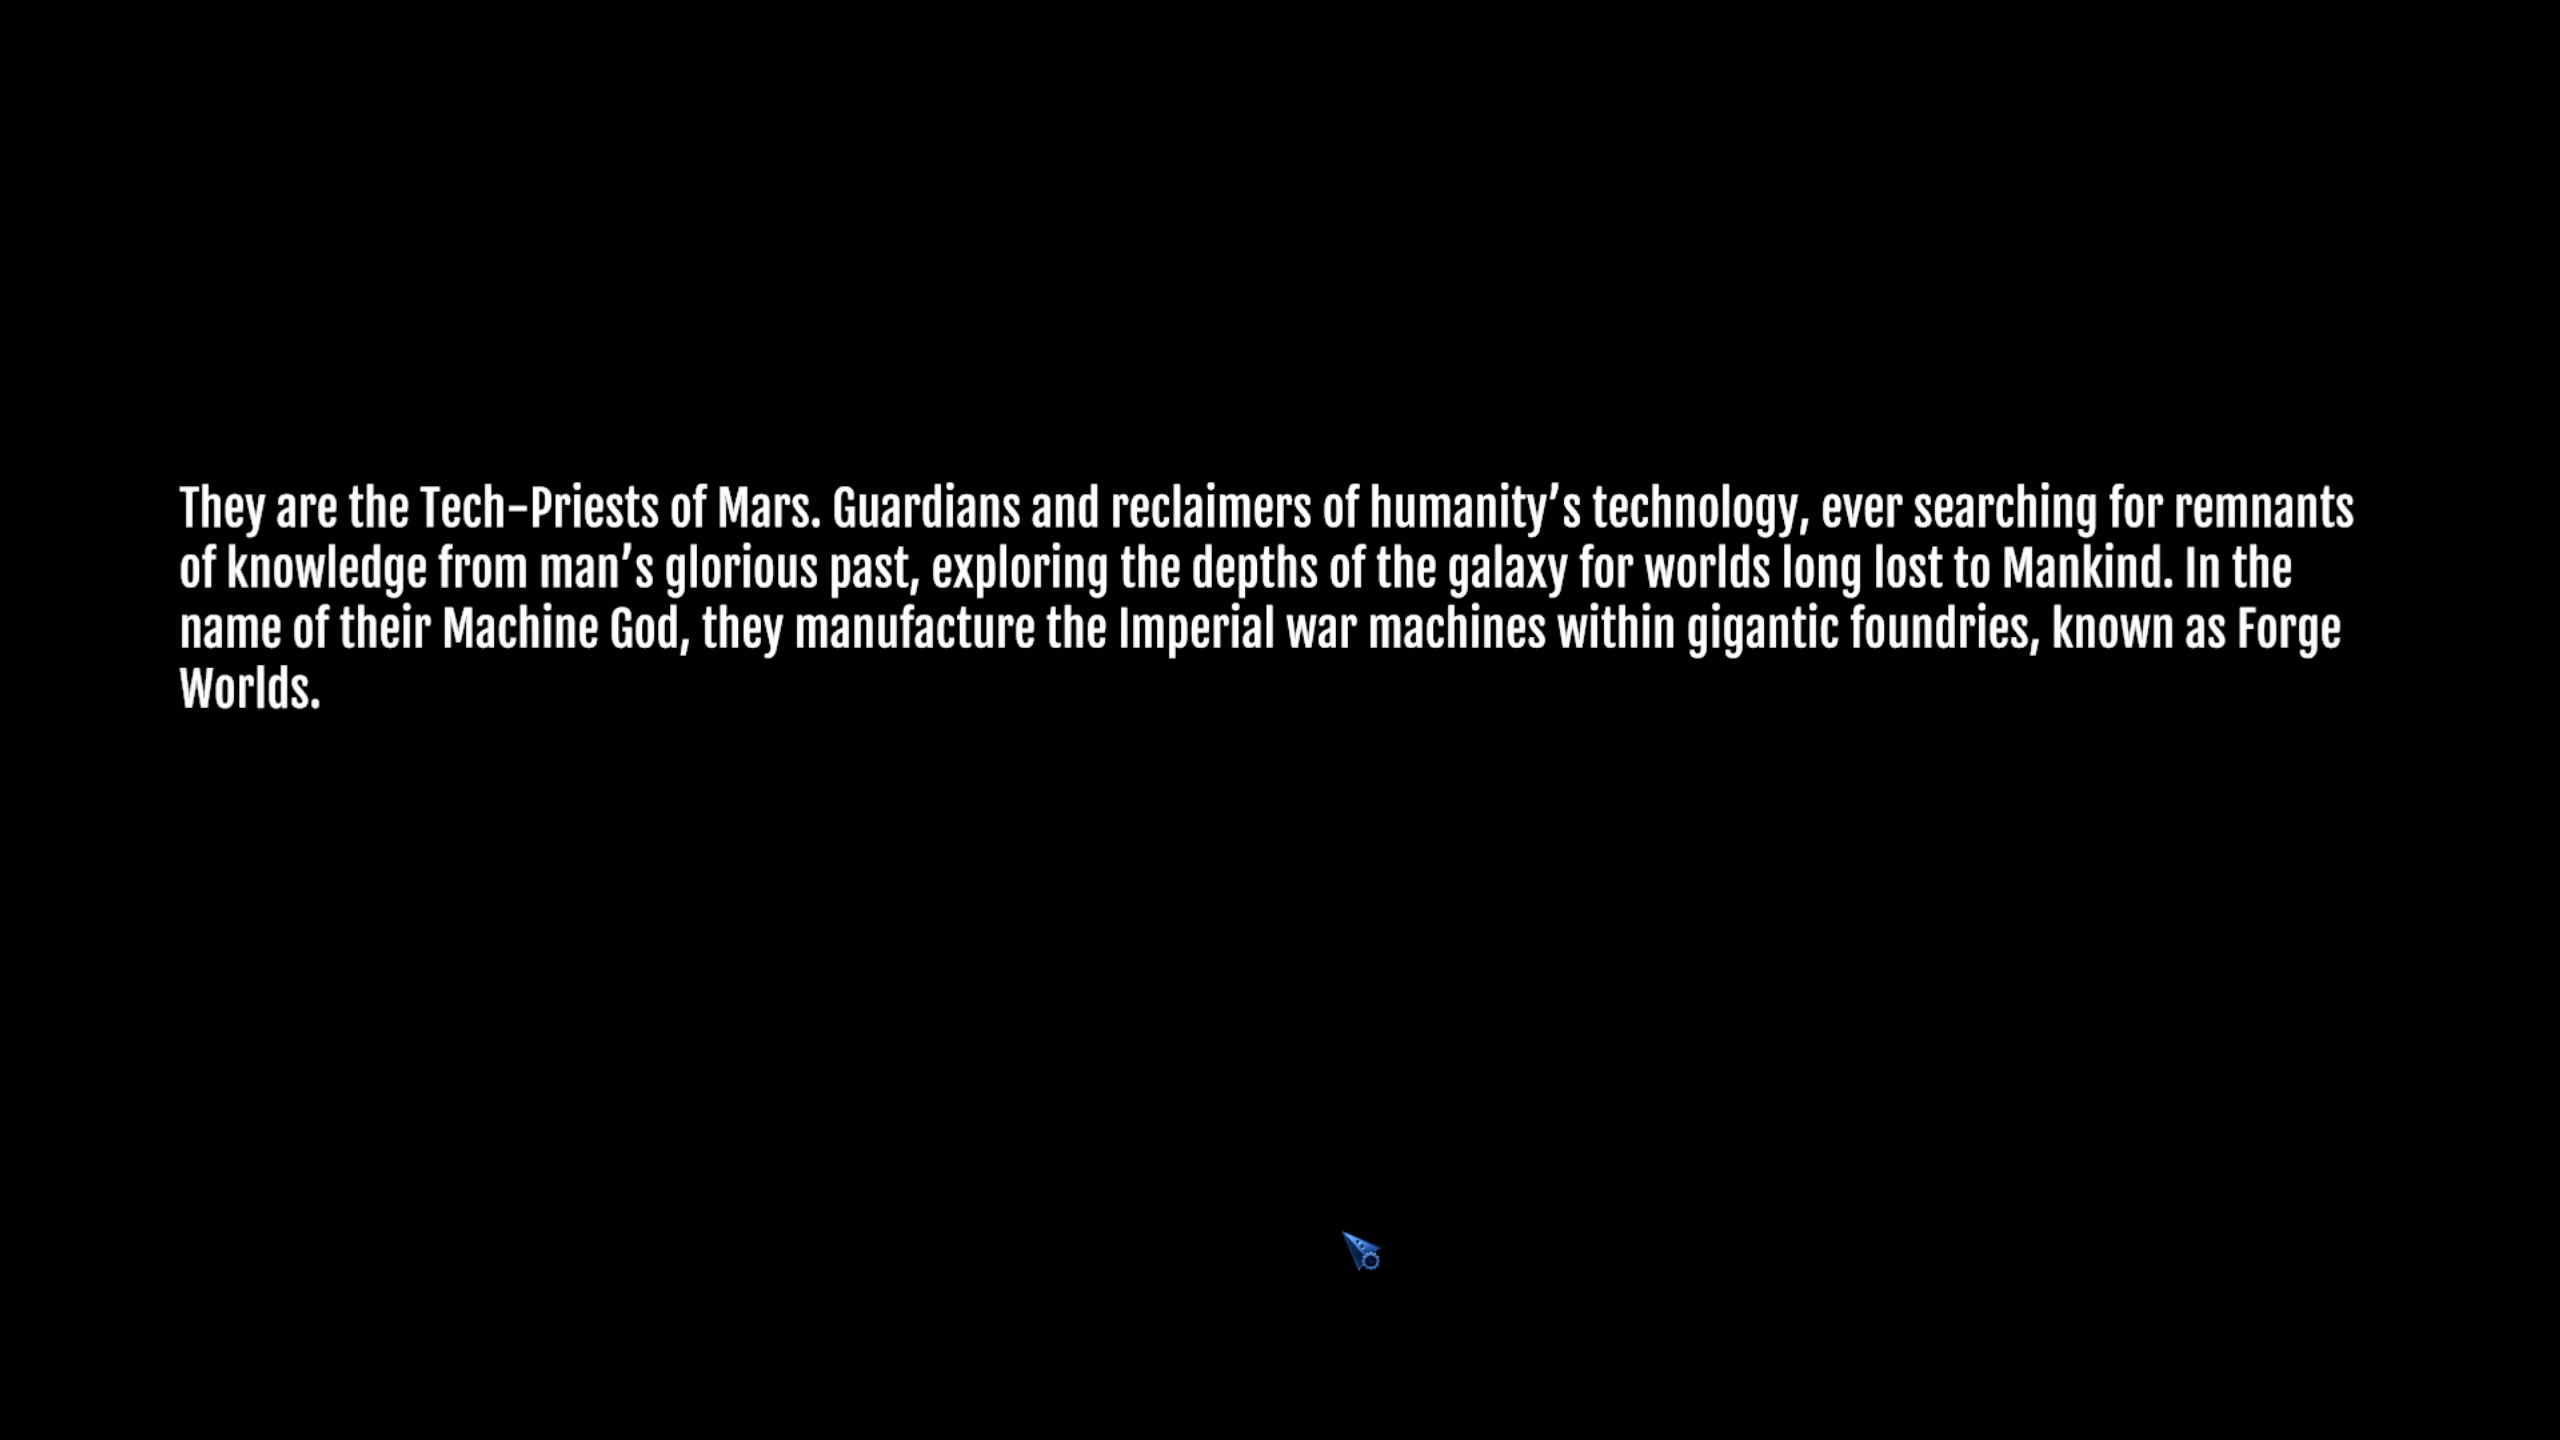 They are the Tech-Priests of Mars. Guardians and reclaimers of humanity’s technology, ever searching for remnants
of knowledge from man’s glorious past, exploring the depths of the galaxy for worlds long lost to Mankind. In the
name of their Machine God, they manufacture the Imperial war machines within gigantic foundries, known as Forge
Worlds.